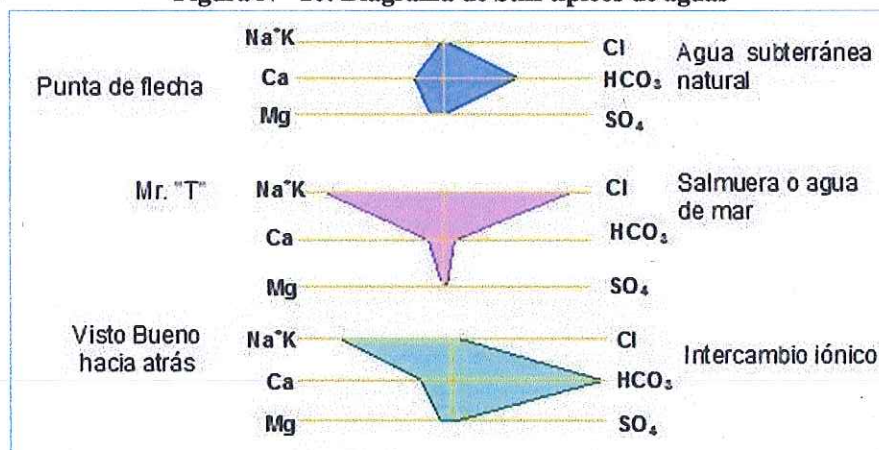 Punta de flecha
Na⁺K
Ca
Mg
Cl
HCO₃
SO₄
Agua subterránea
natural
Mr. "T"
Na⁺K
Ca
Mg
Cl
HCO₃
SO₄
Salmuera o agua
de mar
Visto Bueno
hacia atrás
Na⁺K
Ca
Mg
Cl
HCO₃
SO₄
Intercambio iónico